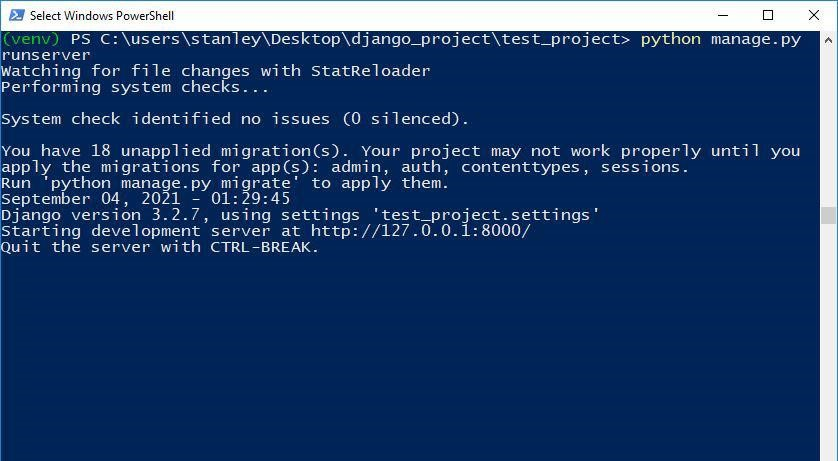 Select Windows PowerShell
(venv) PS C:\users\stanley\Desktop\django_project\test_project> python manage.py
runserver
Watching for file changes with StatReloader
Performing system checks...
System check identified no issues (0 silenced).
You have 18 unapplied migration(s). Your project may not work properly until you
apply the migrations for app(s): admin, auth, contenttypes, sessions.
Run 'python manage.py migrate' to apply them.
September 04, 2021 - 01:29:45
Django version 3.2.7, using settings 'test_project.settings'
Starting development server at http://127.0.0.1:8000/
Quit the server with CTRL-BREAK.